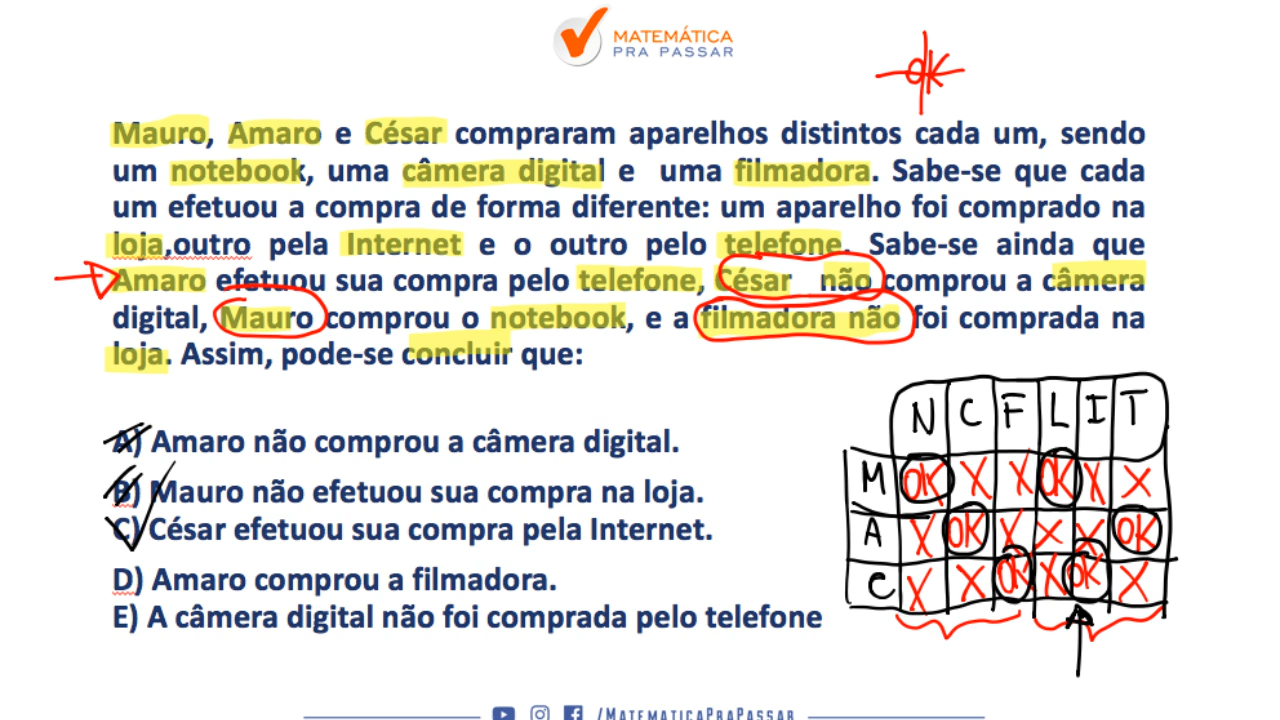 MATEMÁTICA
PRA PASSAR
OK
Mauro, Amaro e César compraram aparelhos distintos cada um, sendo
um notebook, uma câmera digital e uma filmadora. Sabe-se que cada
um efetuou a compra de forma diferente: um aparelho foi comprado na
loja,outro pela Internet e o outro pelo telefone. Sabe-se ainda que
Amaro efetuou sua compra pelo telefone, César não comprou a câmera
digital, Mauro comprou o notebook, e a filmadora não foi comprada na
loja. Assim, pode-se concluir que:
A) Amaro não comprou a câmera digital.
B) Mauro não efetuou sua compra na loja.
C) César efetuou sua compra pela Internet.
D) Amaro comprou a filmadora.
E) A câmera digital não foi comprada pelo telefone
N C F L I T
M OK X X OK X X
A X OK X X X OK
C X X OK X OK X
/MATEMATICAPRAPASSAR